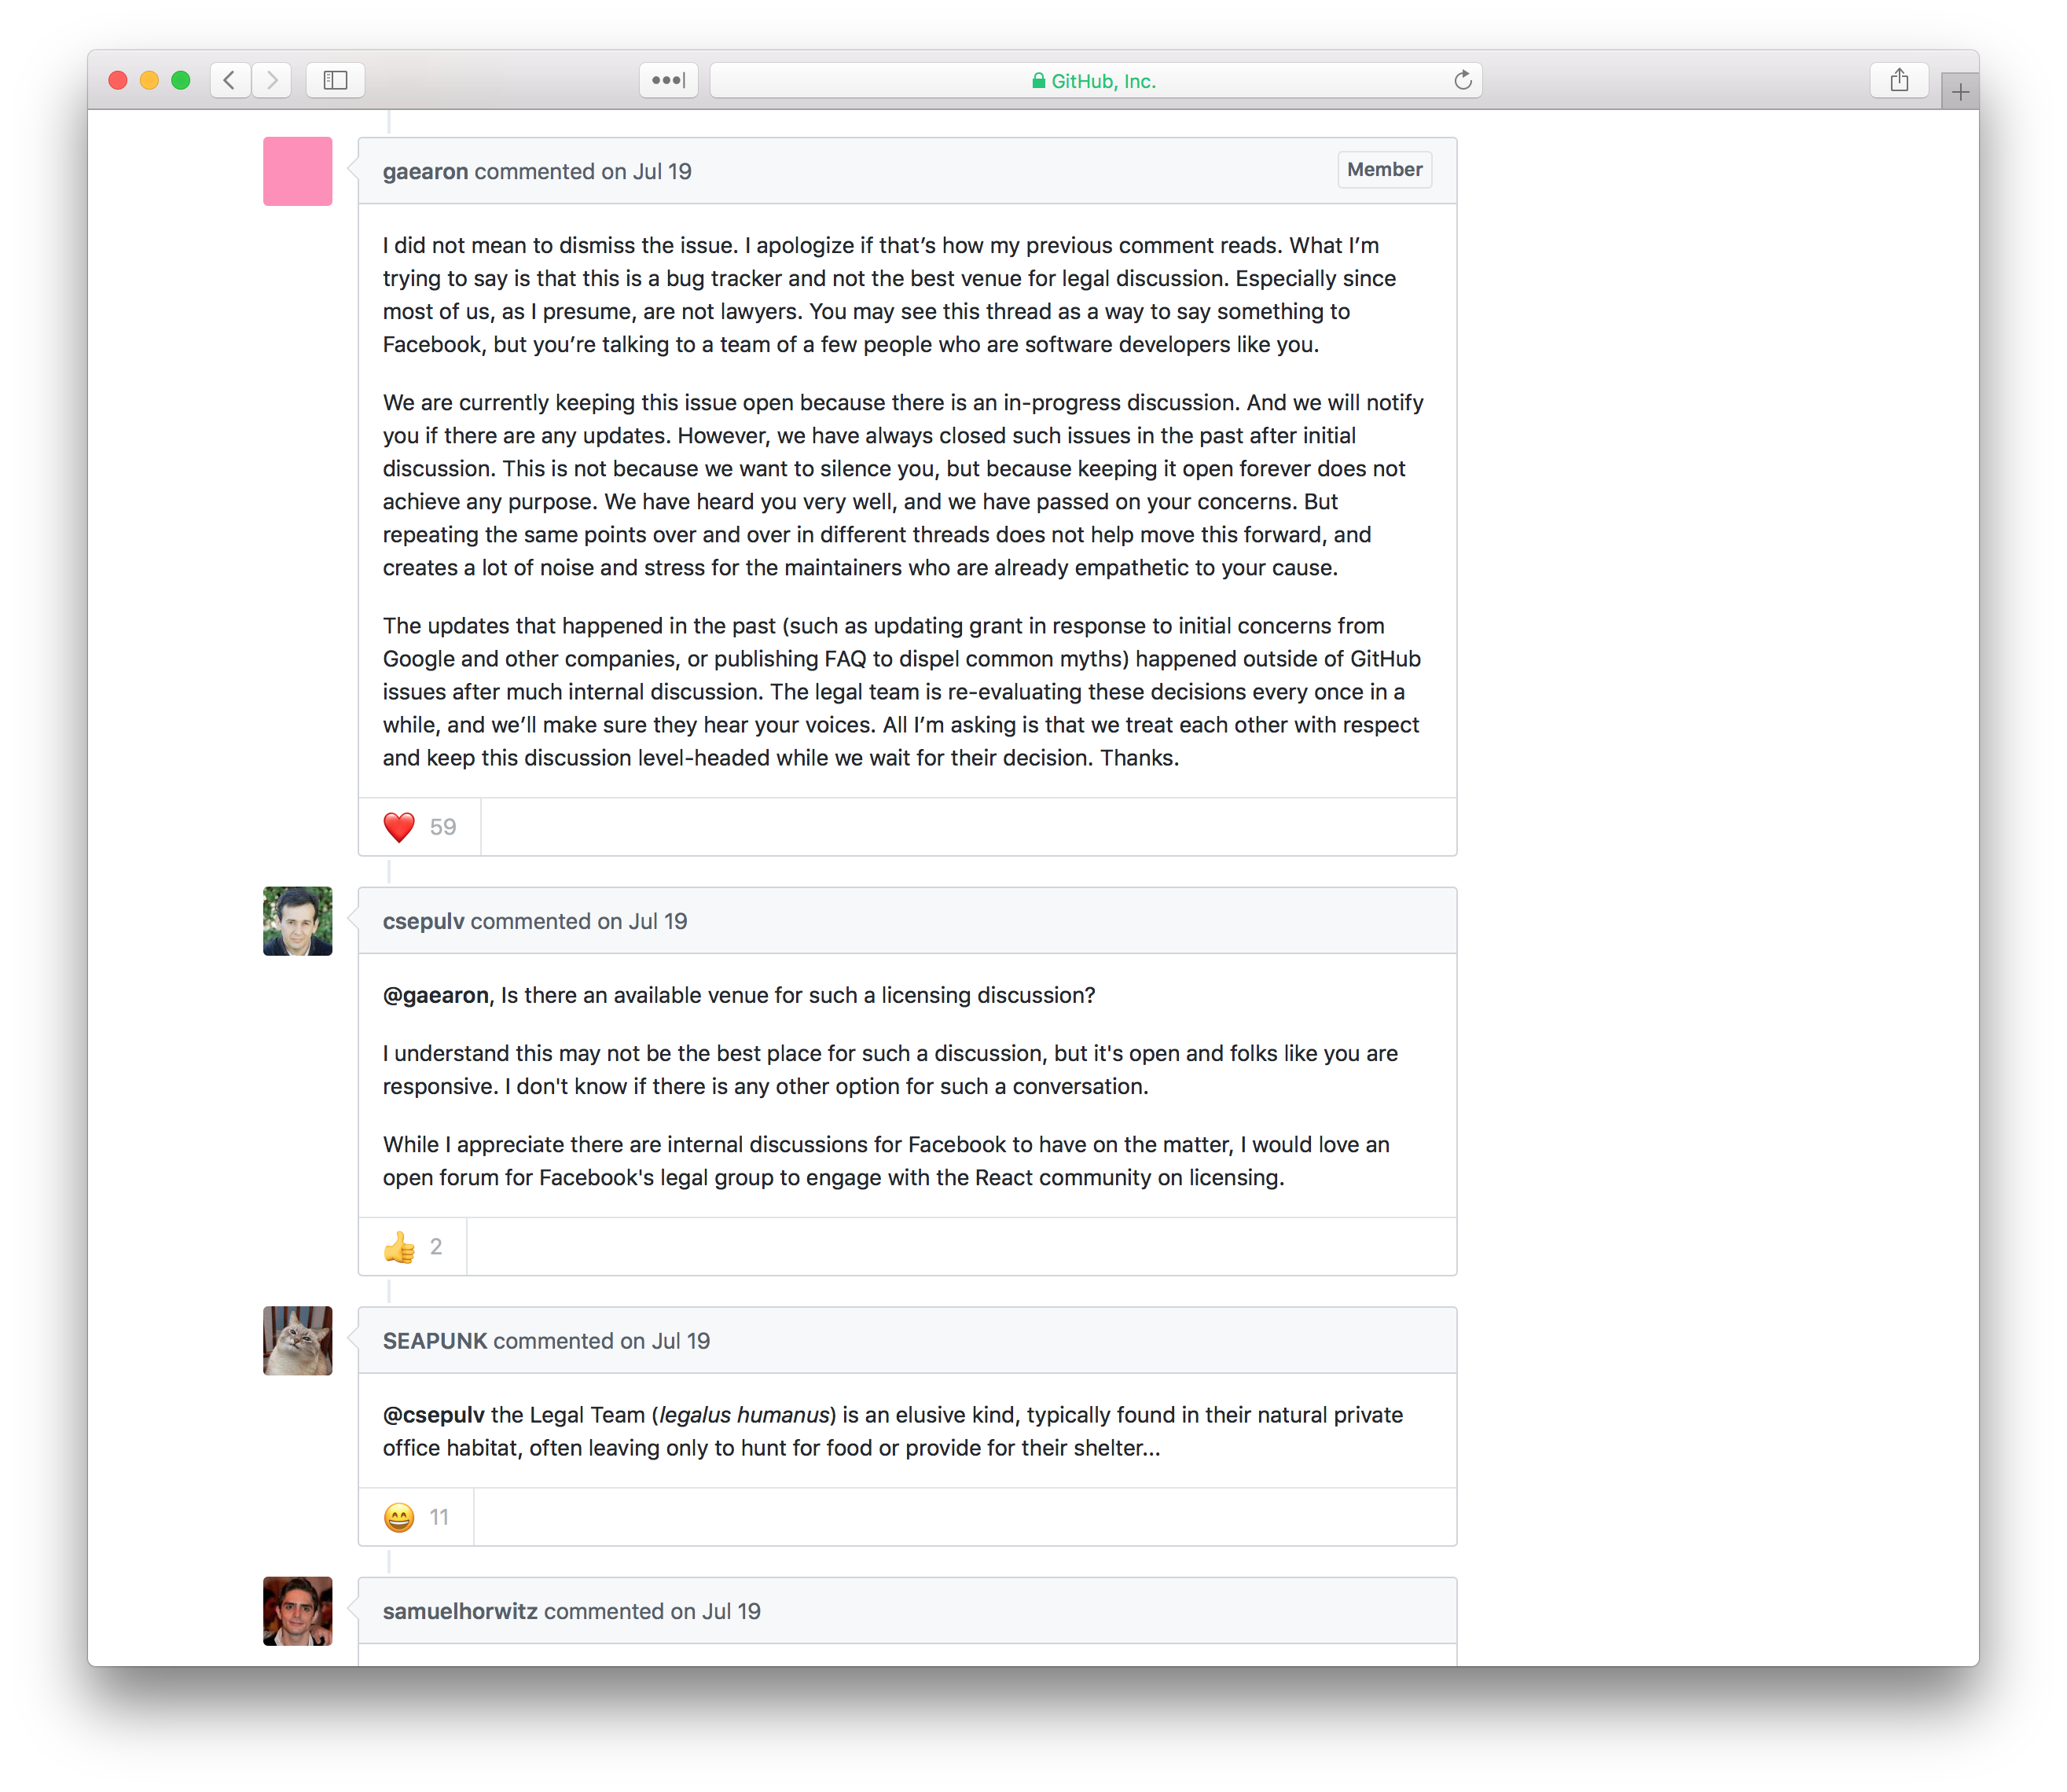 GitHub, Inc.
gaearon commented on Jul 19
Member
I did not mean to dismiss the issue. I apologize if that’s how my previous comment reads. What I’m
trying to say is that this is a bug tracker and not the best venue for legal discussion. Especially since
most of us, as I presume, are not lawyers. You may see this thread as a way to say something to
Facebook, but you’re talking to a team of a few people who are software developers like you.
We are currently keeping this issue open because there is an in-progress discussion. And we will notify
you if there are any updates. However, we have always closed such issues in the past after initial
discussion. This is not because we want to silence you, but because keeping it open forever does not
achieve any purpose. We have heard you very well, and we have passed on your concerns. But
repeating the same points over and over in different threads does not help move this forward, and
creates a lot of noise and stress for the maintainers who are already empathetic to your cause.
The updates that happened in the past (such as updating grant in response to initial concerns from
Google and other companies, or publishing FAQ to dispel common myths) happened outside of GitHub
issues after much internal discussion. The legal team is re-evaluating these decisions every once in a
while, and we’ll make sure they hear your voices. All I’m asking is that we treat each other with respect
and keep this discussion level-headed while we wait for their decision. Thanks.
❤️ 59
csepulv commented on Jul 19
@gaearon, Is there an available venue for such a licensing discussion?
I understand this may not be the best place for such a discussion, but it's open and folks like you are
responsive. I don't know if there is any other option for such a conversation.
While I appreciate there are internal discussions for Facebook to have on the matter, I would love an
open forum for Facebook's legal group to engage with the React community on licensing.
👍 2
SEAPUNK commented on Jul 19
@csepulv the Legal Team (legalus humanus) is an elusive kind, typically found in their natural private
office habitat, often leaving only to hunt for food or provide for their shelter...
😄 11
samuelhorwitz commented on Jul 19